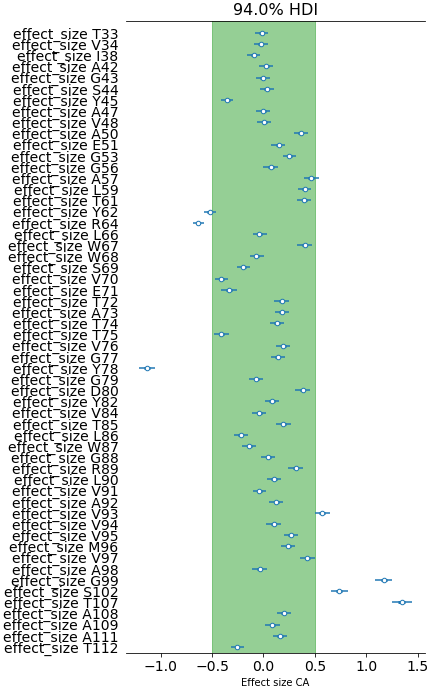 94.0% HDI
effect_size T33
effect_size V34
effect_size I38
effect_size A42
effect_size G43
effect_size S44
effect_size Y45
effect_size A47
effect_size V48
effect_size A50
effect_size E51
effect_size G53
effect_size G56
effect_size A57
effect_size L59
effect_size T61
effect_size Y62
effect_size R64
effect_size L66
effect_size W67
effect_size W68
effect_size S69
effect_size V70
effect_size E71
effect_size T72
effect_size A73
effect_size T74
effect_size T75
effect_size V76
effect_size G77
effect_size Y78
effect_size G79
effect_size D80
effect_size Y82
effect_size V84
effect_size T85
effect_size L86
effect_size W87
effect_size G88
effect_size R89
effect_size L90
effect_size V91
effect_size A92
effect_size V93
effect_size V94
effect_size V95
effect_size M96
effect_size V97
effect_size A98
effect_size G99
effect_size S102
effect_size T107
effect_size A108
effect_size A109
effect_size A111
effect_size T112
−1.0 −0.5 0.0 0.5 1.0 1.5
Effect size CA